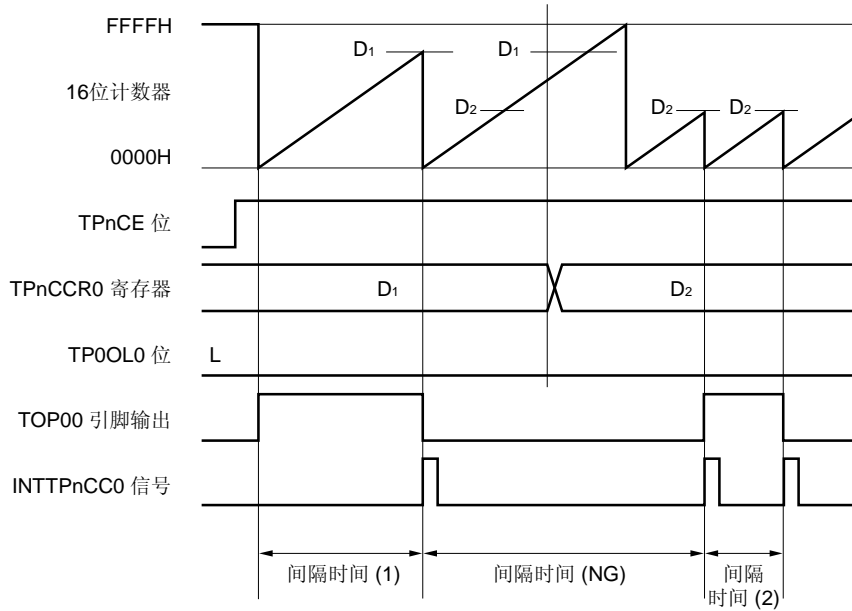 FFFFH
D1
D1
16位计数器
D2
D2
D2
0000H
TPnCE 位
TPnCCR0 寄存器
D1
D2
TP0OL0 位
L
TOP00 引脚输出
INTTPnCC0 信号
间隔时间 (1)
间隔时间 (NG)
间隔
时间 (2)